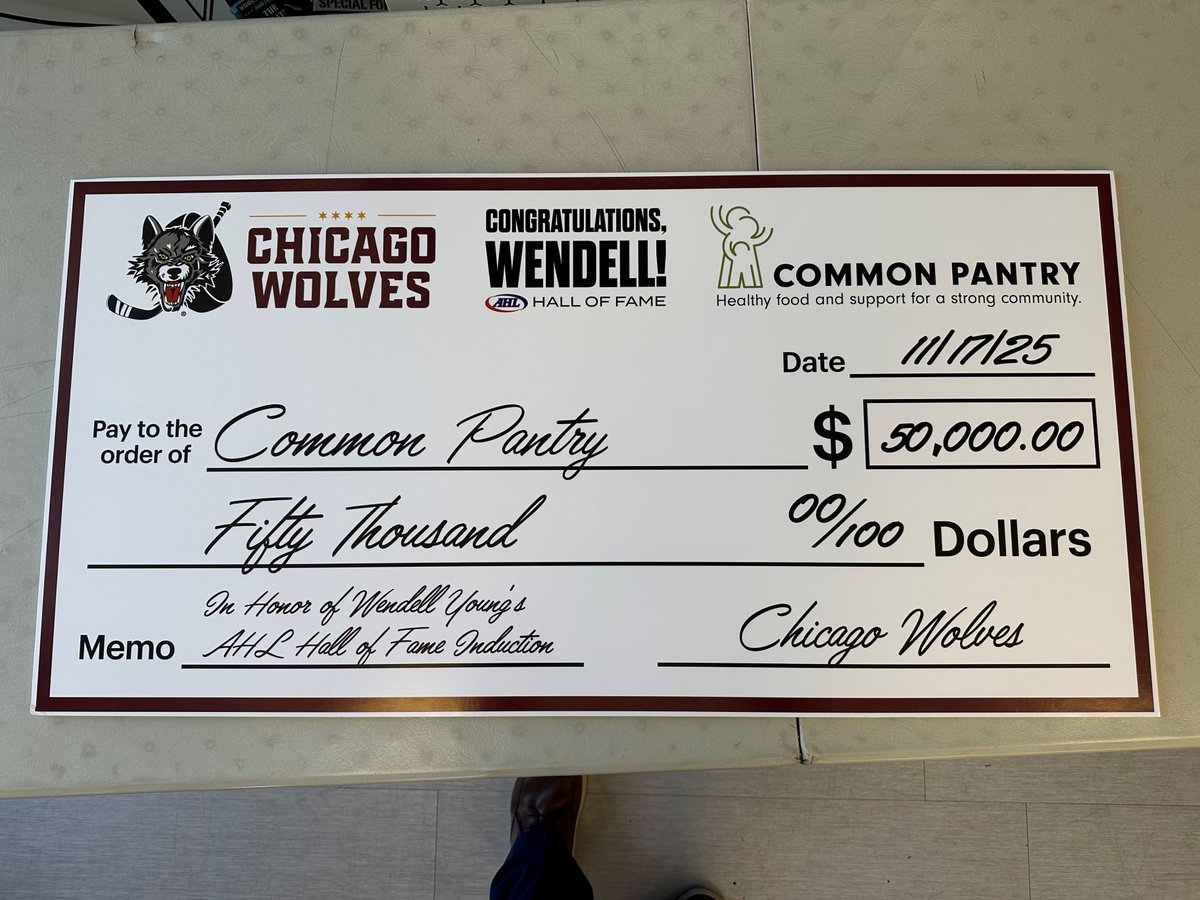 SPECIAL FO
CHICAGO
WOLVES
CONGRATULATIONS,
WENDELL!
AHL HALL OF FAME
COMMON PANTRY
Healthy food and support for a strong community.
Date 11/17/25
Pay to the
order of Common Pantry $ 50,000.00
Fifty Thousand 00/100 Dollars
In Honor of Wendell Young's
Memo AHL Hall of Fame Induction
Chicago Wolves